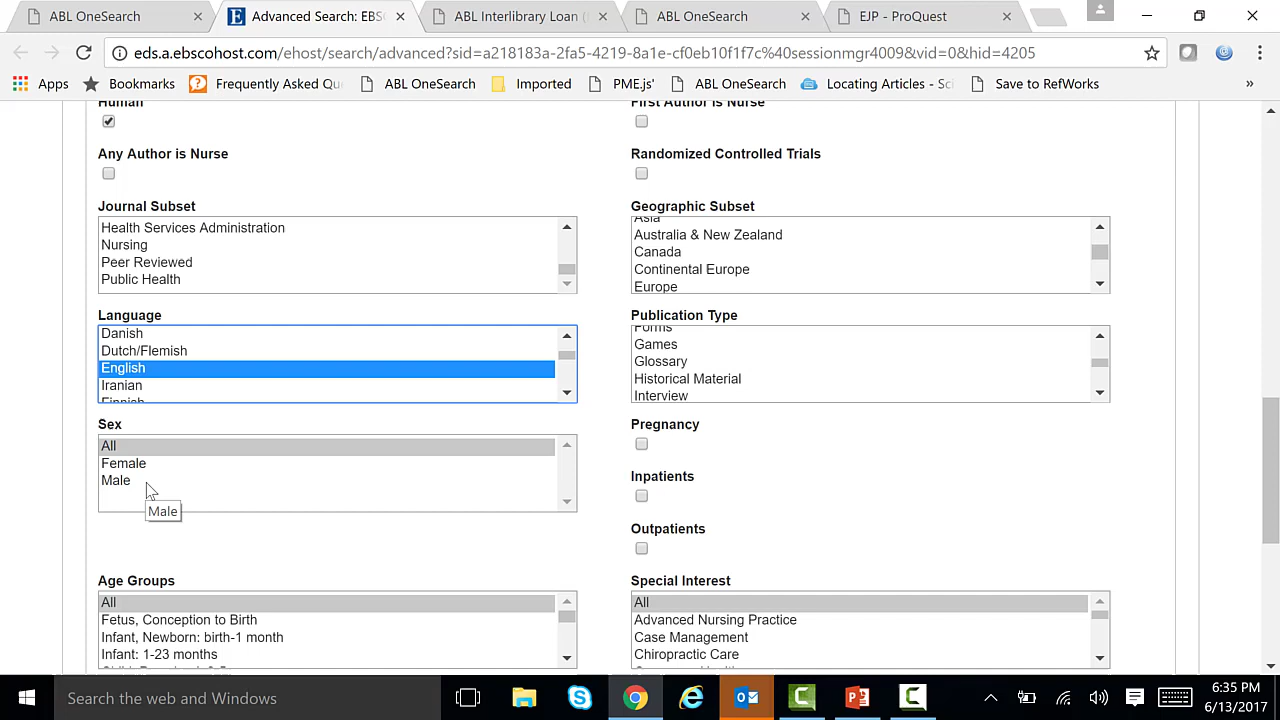 ABL OneSearch
Advanced Search: EBSC
ABL Interlibrary Loan (
ABL OneSearch
EJP - ProQuest
eds.a.ebscohost.com/ehost/search/advanced?sid=a218183a-2fa5-4219-8a1e-cf0eb10f1f7c%40sessionmgr4009&vid=0&hid=4205
Apps
Bookmarks
Frequently Asked Qu
ABL OneSearch
Imported
PME.js'
ABL OneSearch
Locating Articles - Sci
Save to RefWorks
»
Human
First Author is Nurse
Any Author is Nurse
Randomized Controlled Trials
Journal Subset
Geographic Subset
Health Services Administration
Nursing
Peer Reviewed
Public Health
Asia
Australia & New Zealand
Canada
Continental Europe
Europe
Language
Publication Type
Danish
Dutch/Flemish
English
Iranian
Finnish
Forms
Games
Glossary
Historical Material
Interview
Sex
Pregnancy
All
Female
Male
Male
Inpatients
Outpatients
Age Groups
Special Interest
All
Fetus, Conception to Birth
Infant, Newborn: birth-1 month
Infant: 1-23 months
All
Advanced Nursing Practice
Case Management
Chiropractic Care
Search the web and Windows
6:35 PM
6/13/2017